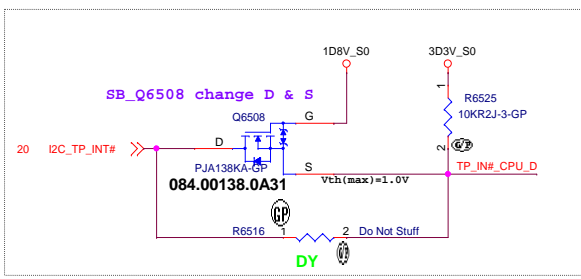 1D8V_S0
3D3V_S0
SB_Q6508 change D & S
1
R6525
10KR2J-3-GP
Q6508
G
20 I2C_TP_INT#
D
2
G/P
TP_IN#_CPU_D
PJA138KA-GP
S
Vth(max)=1.0V
084.00138.0A31
GP
R6516
1
2
Do Not Stuff
DY